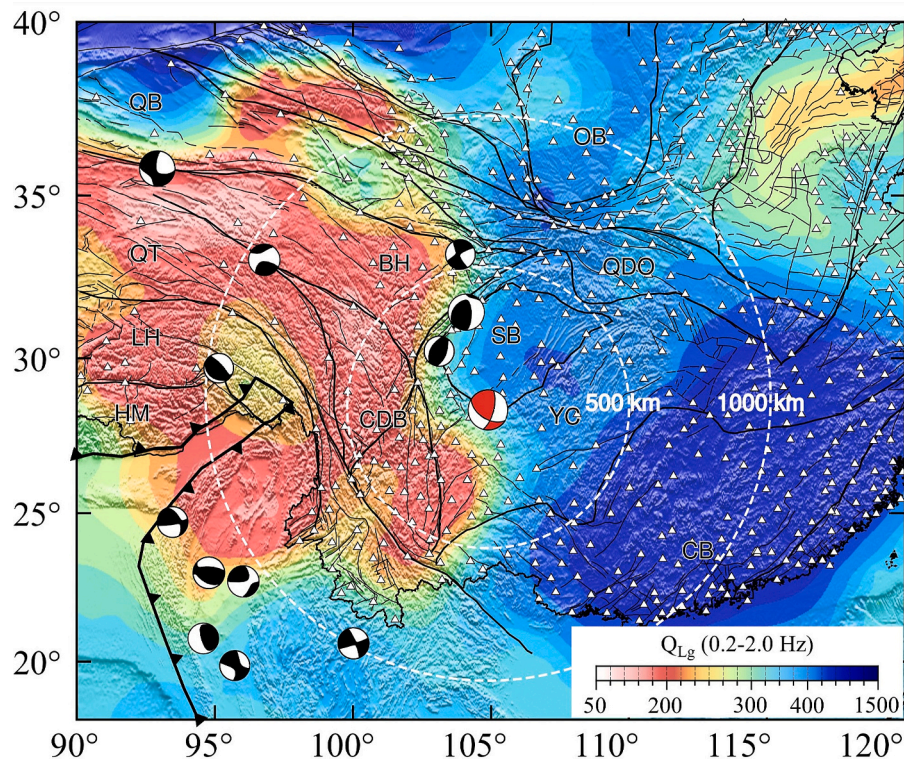 40°
QB
OB
35°
QT
BH
QDO
LH
SB
30°
HM
CDB
YC
500 km
1000 km
25°
CB
20°
QLg (0.2-2.0 Hz)
50 200 300 400 1500
90° 95° 100° 105° 110° 115° 120°